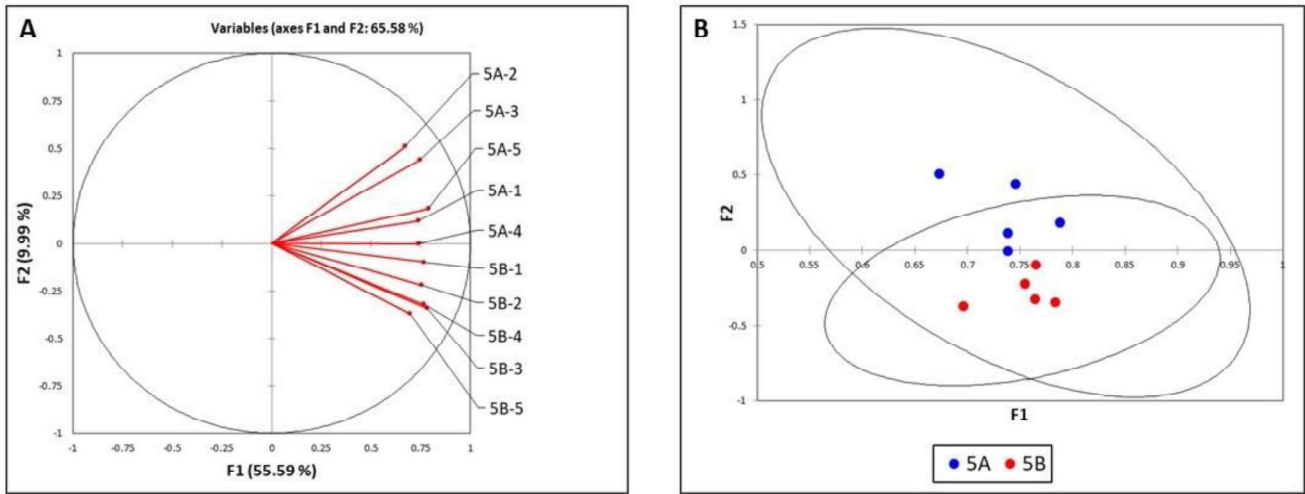 A
Variables (axes F1 and F2: 65.58 %)
1
0.75
0.5
0.25
0
-0.25
-0.5
-0.75
-1
F2 (9.99 %)
-1
-0.75
-0.5
-0.25
0
0.25
0.5
0.75
1
F1 (55.59 %)
5A-2
5A-3
5A-5
5A-1
5A-4
5B-1
5B-2
5B-4
5B-3
5B-5
B
1.5
1
0.5
0
-0.5
-1
F2
0.5
0.55
0.6
0.65
0.7
0.75
0.8
0.85
0.9
0.95
1
F1
5A
5B